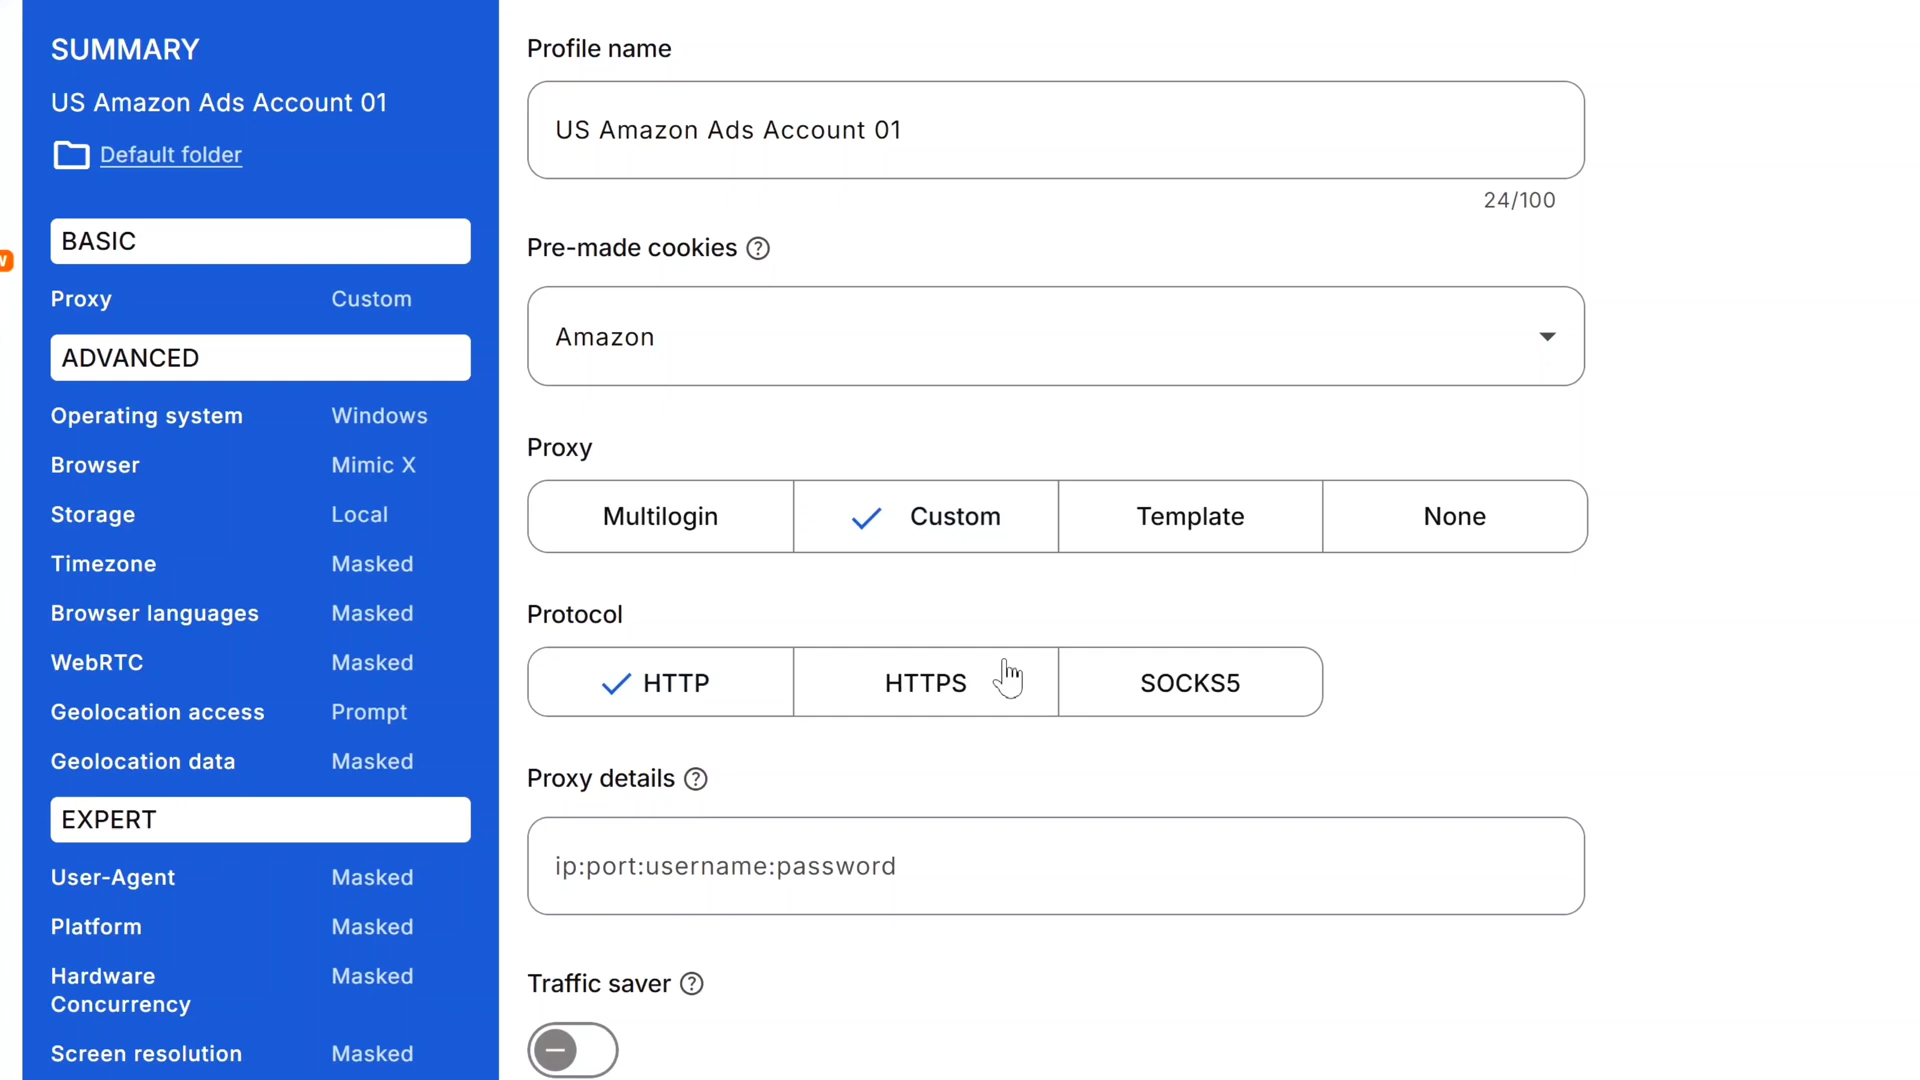 SUMMARY
US Amazon Ads Account 01
Default folder
BASIC
Proxy Custom
ADVANCED
Operating system Windows
Browser Mimic X
Storage Local
Timezone Masked
Browser languages Masked
WebRTC Masked
Geolocation access Prompt
Geolocation data Masked
EXPERT
User-Agent Masked
Platform Masked
Hardware Masked
Concurrency
Screen resolution Masked
Profile name
US Amazon Ads Account 01
24/100
Pre-made cookies ?
Amazon
Proxy
Multilogin Custom Template None
Protocol
HTTP HTTPS SOCKS5
Proxy details ?
ip:port:username:password
Traffic saver ?